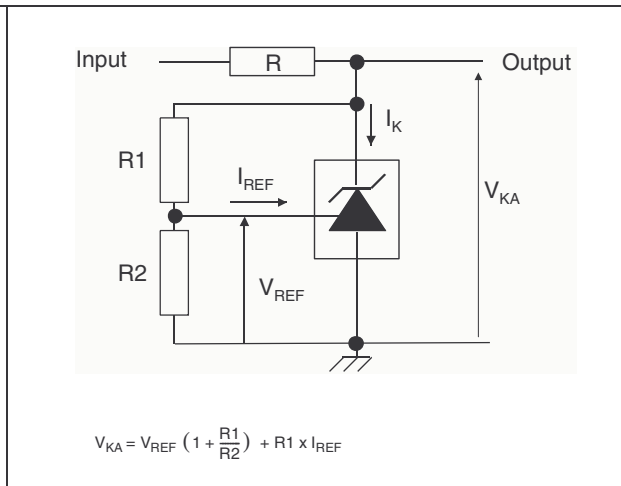 Input
R
Output
I_K
R1
I_REF
V_KA
R2
V_REF
V_KA = V_REF (1 + R1/R2) + R1 x I_REF